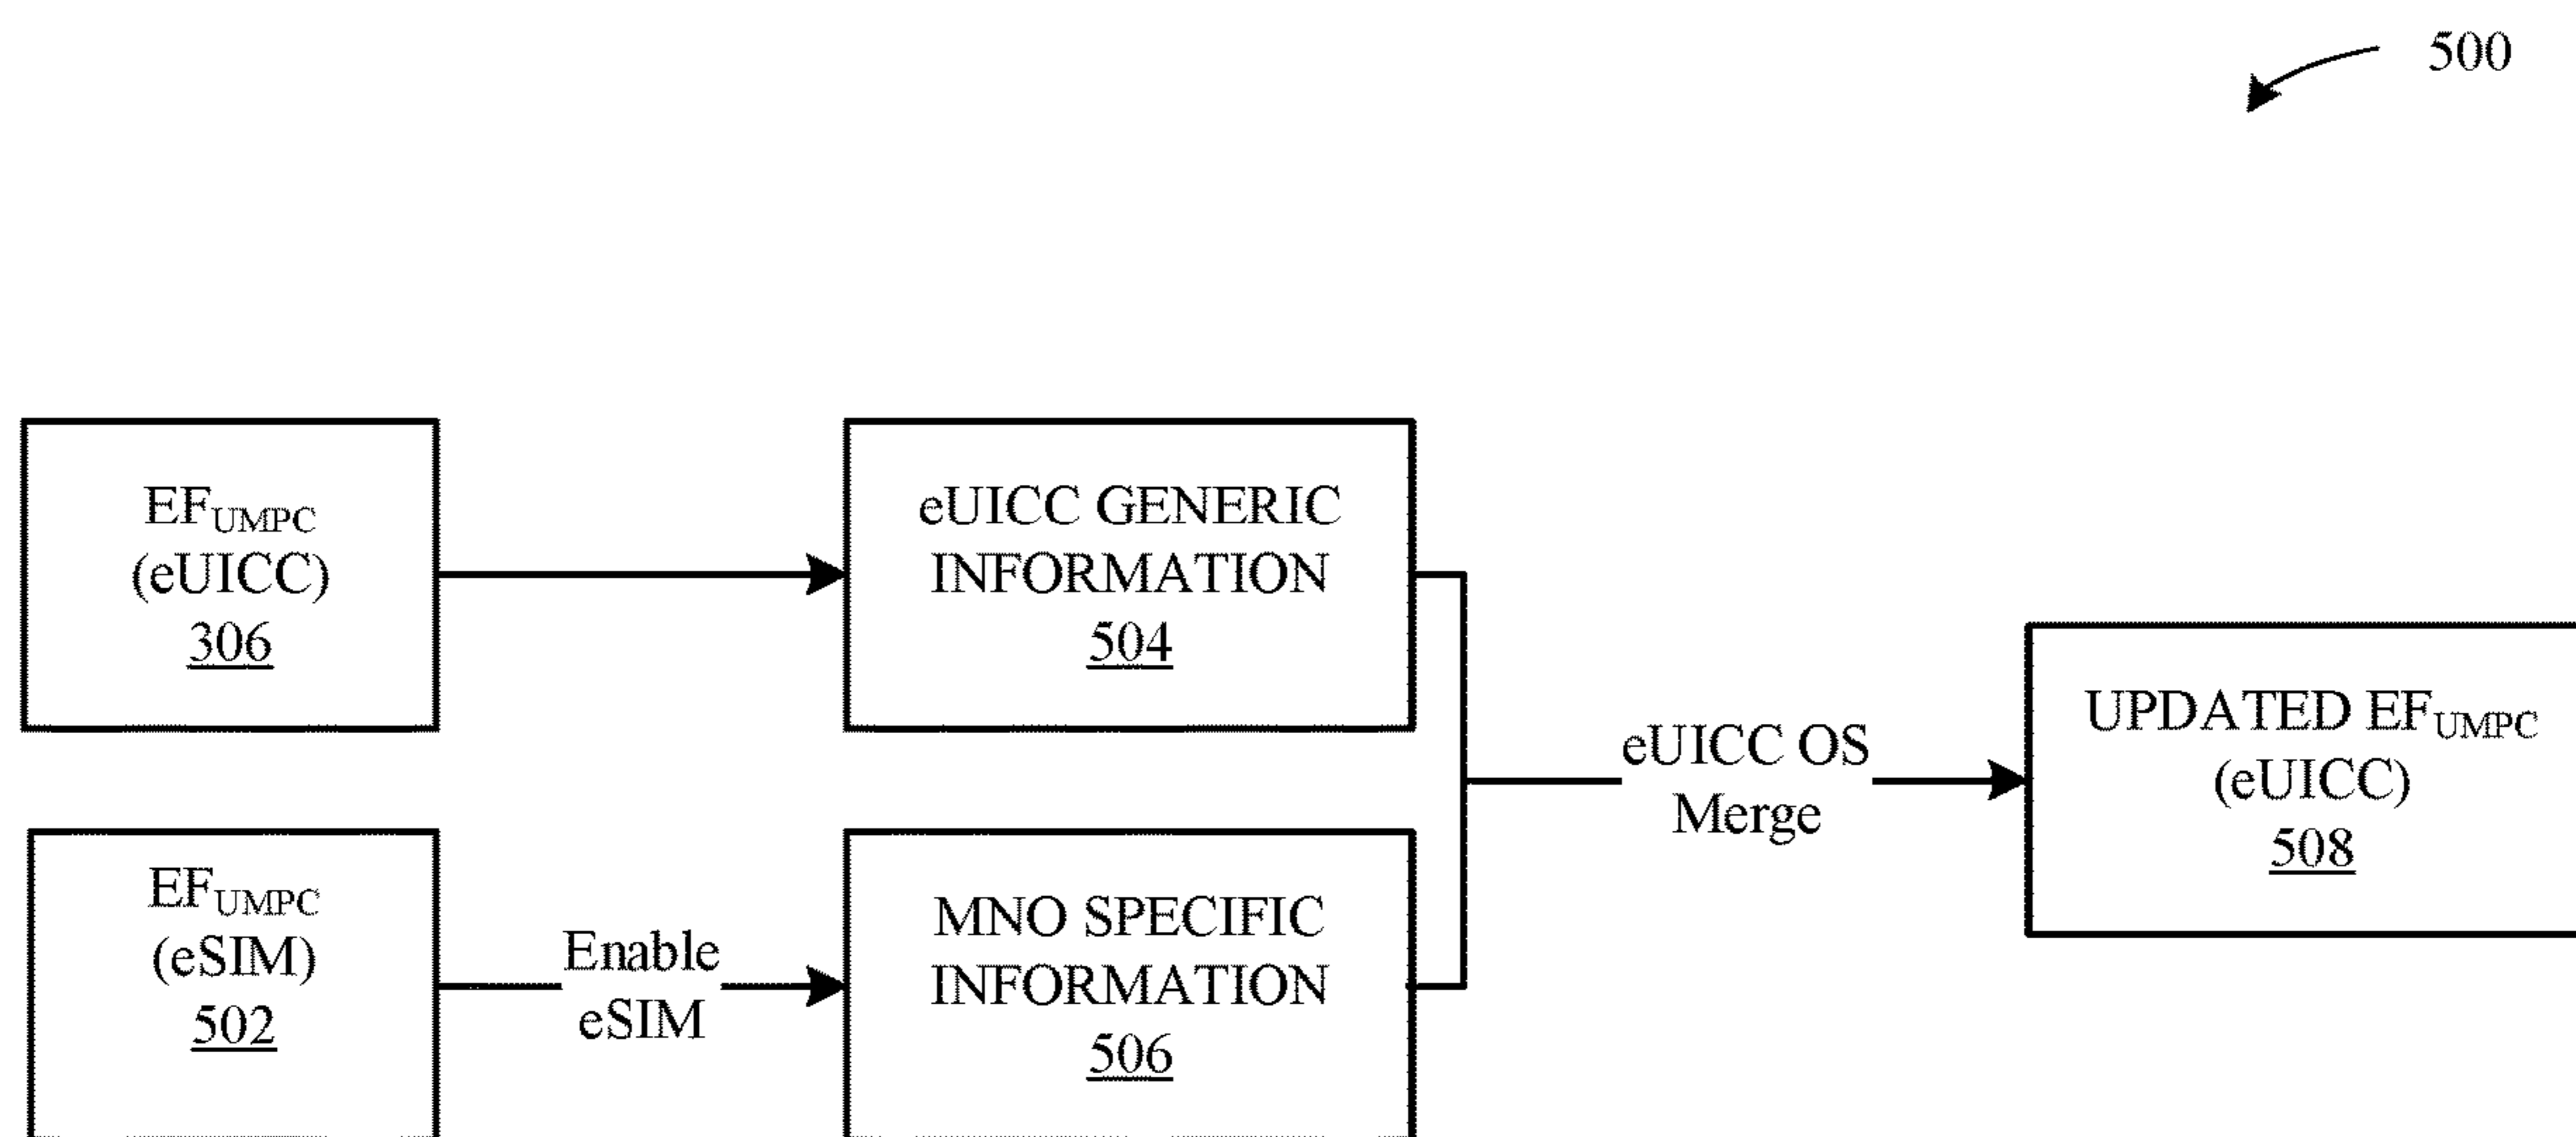 500
EFUMPC
(eUICC)
306
eUICC GENERIC
INFORMATION
504
EFUMPC
(eSIM)
502
Enable
eSIM
MNO SPECIFIC
INFORMATION
506
eUICC OS
Merge
UPDATED EFUMPC
(eUICC)
508